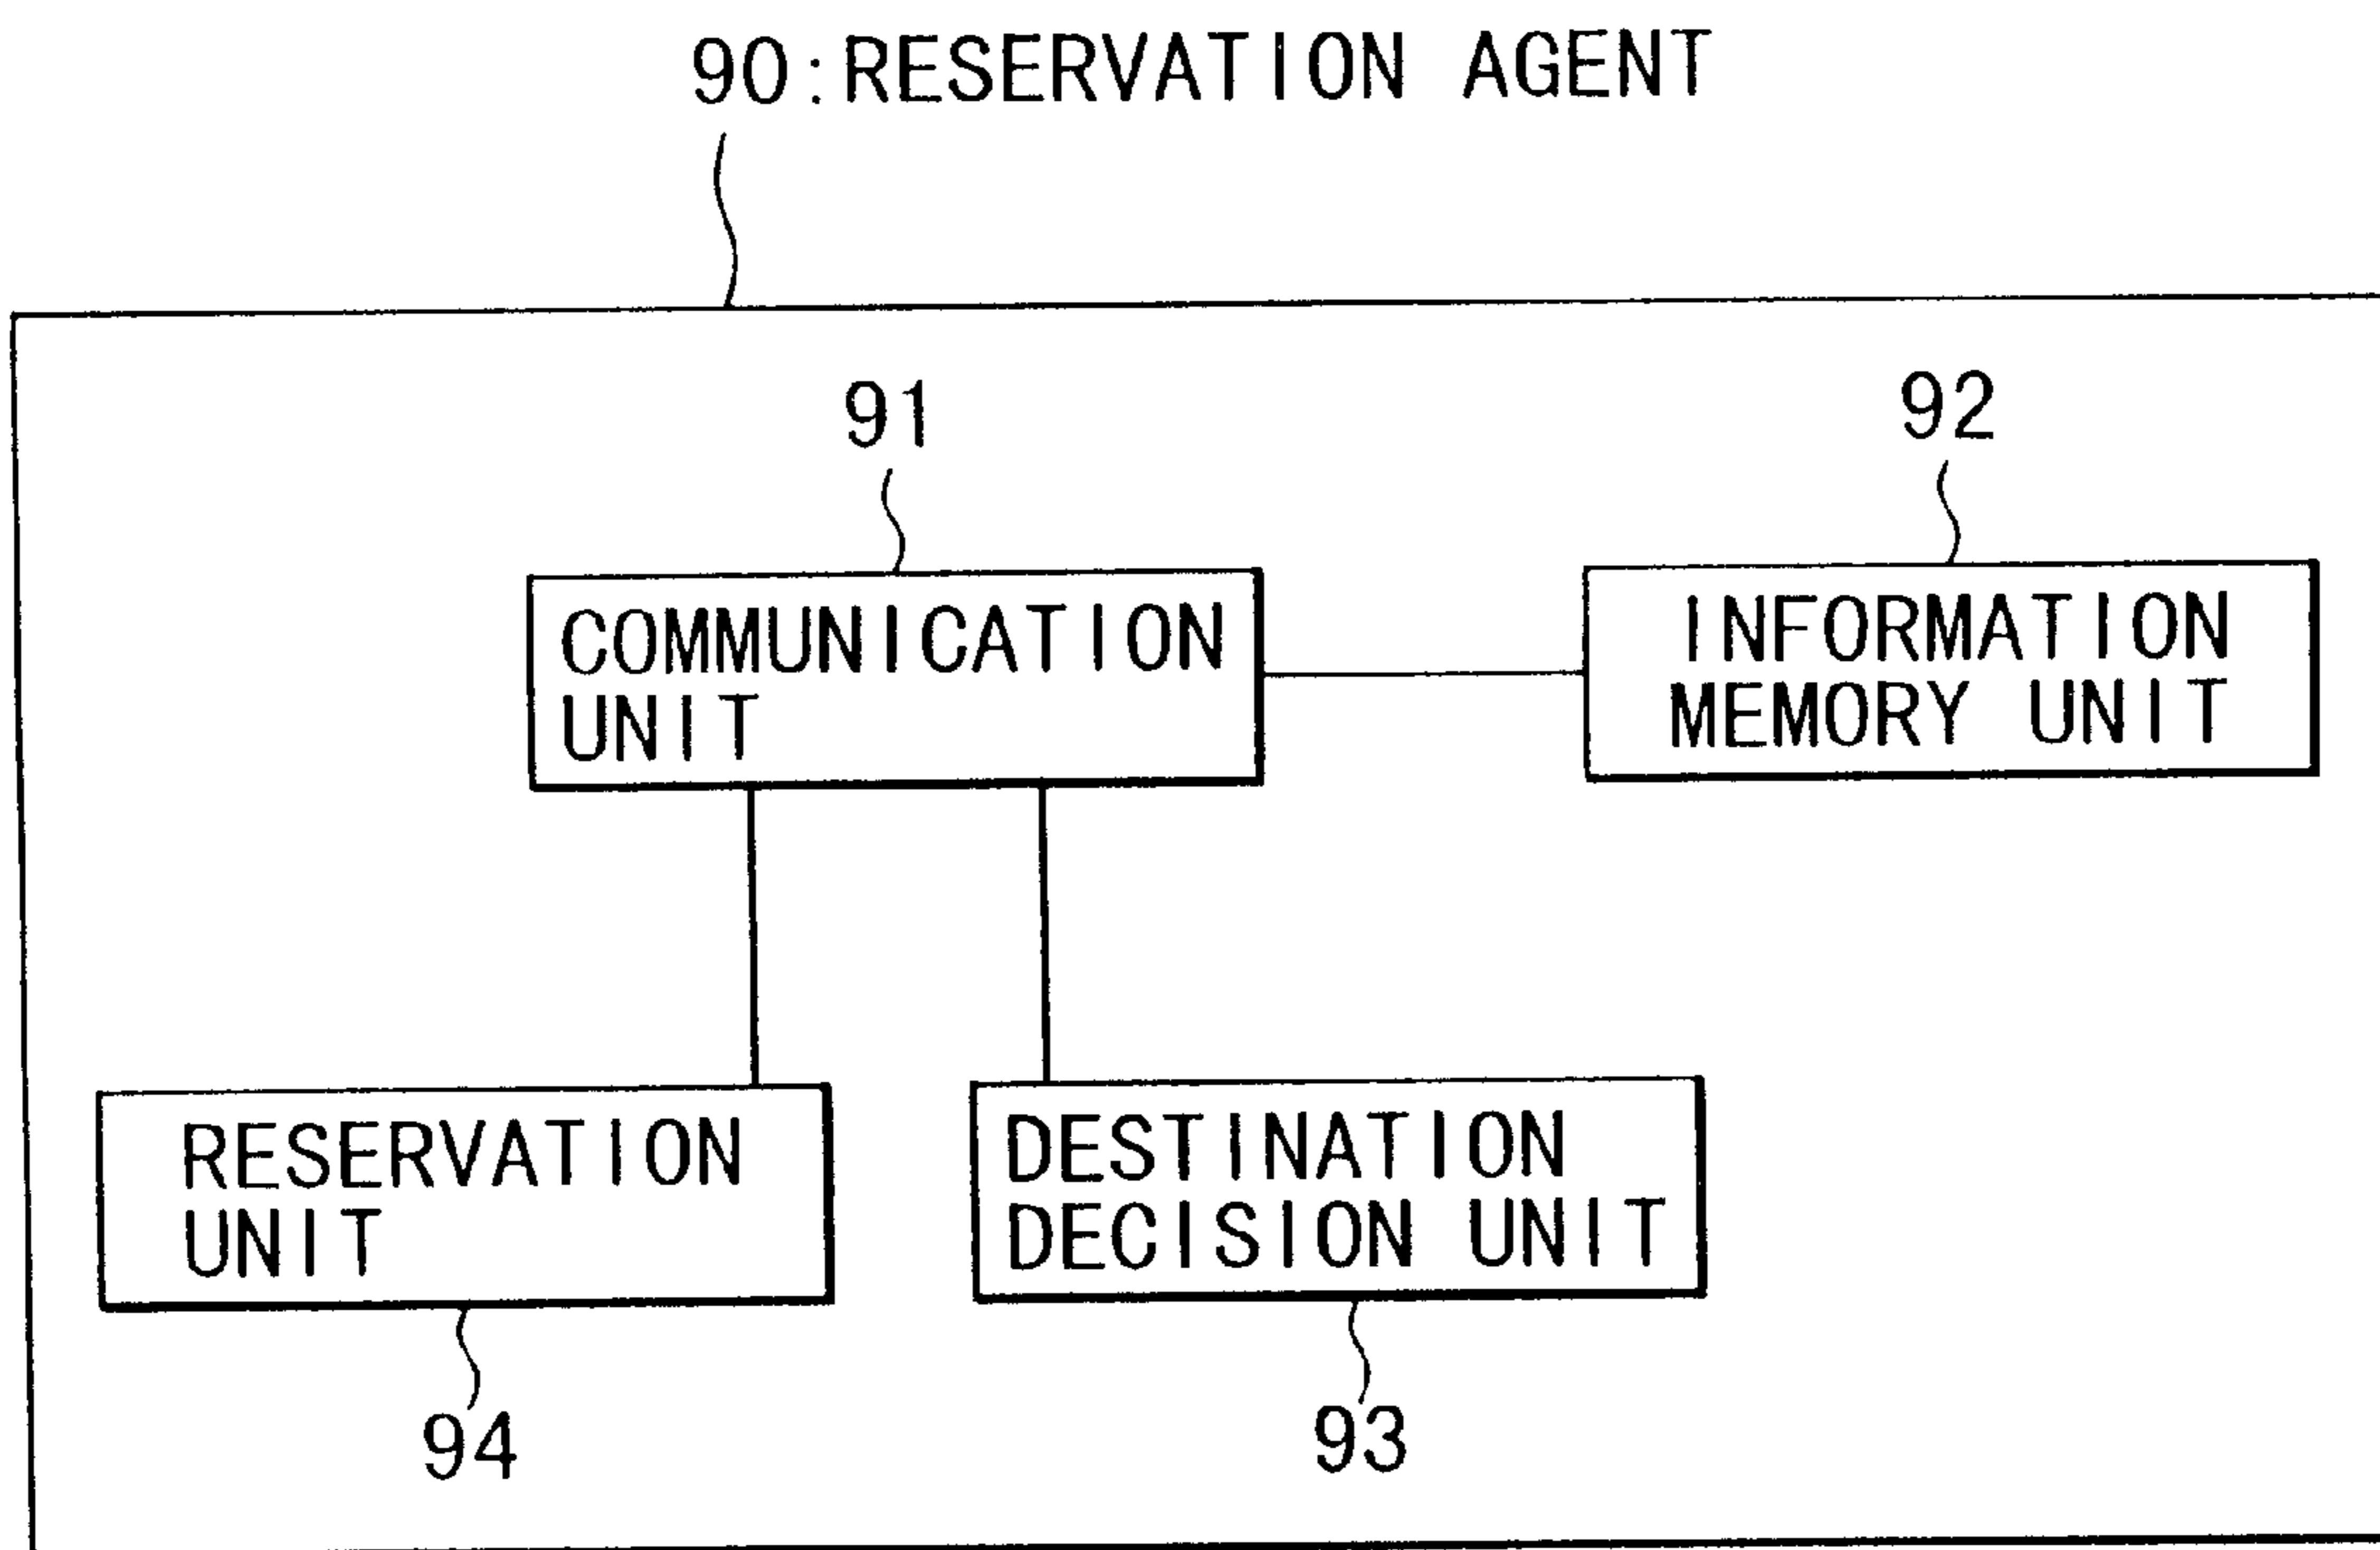 90:RESERVATION AGENT
91
92
COMMUNICATION
UNIT
INFORMATION
MEMORY UNIT
RESERVATION
UNIT
DESTINATION
DECISION UNIT
94
93